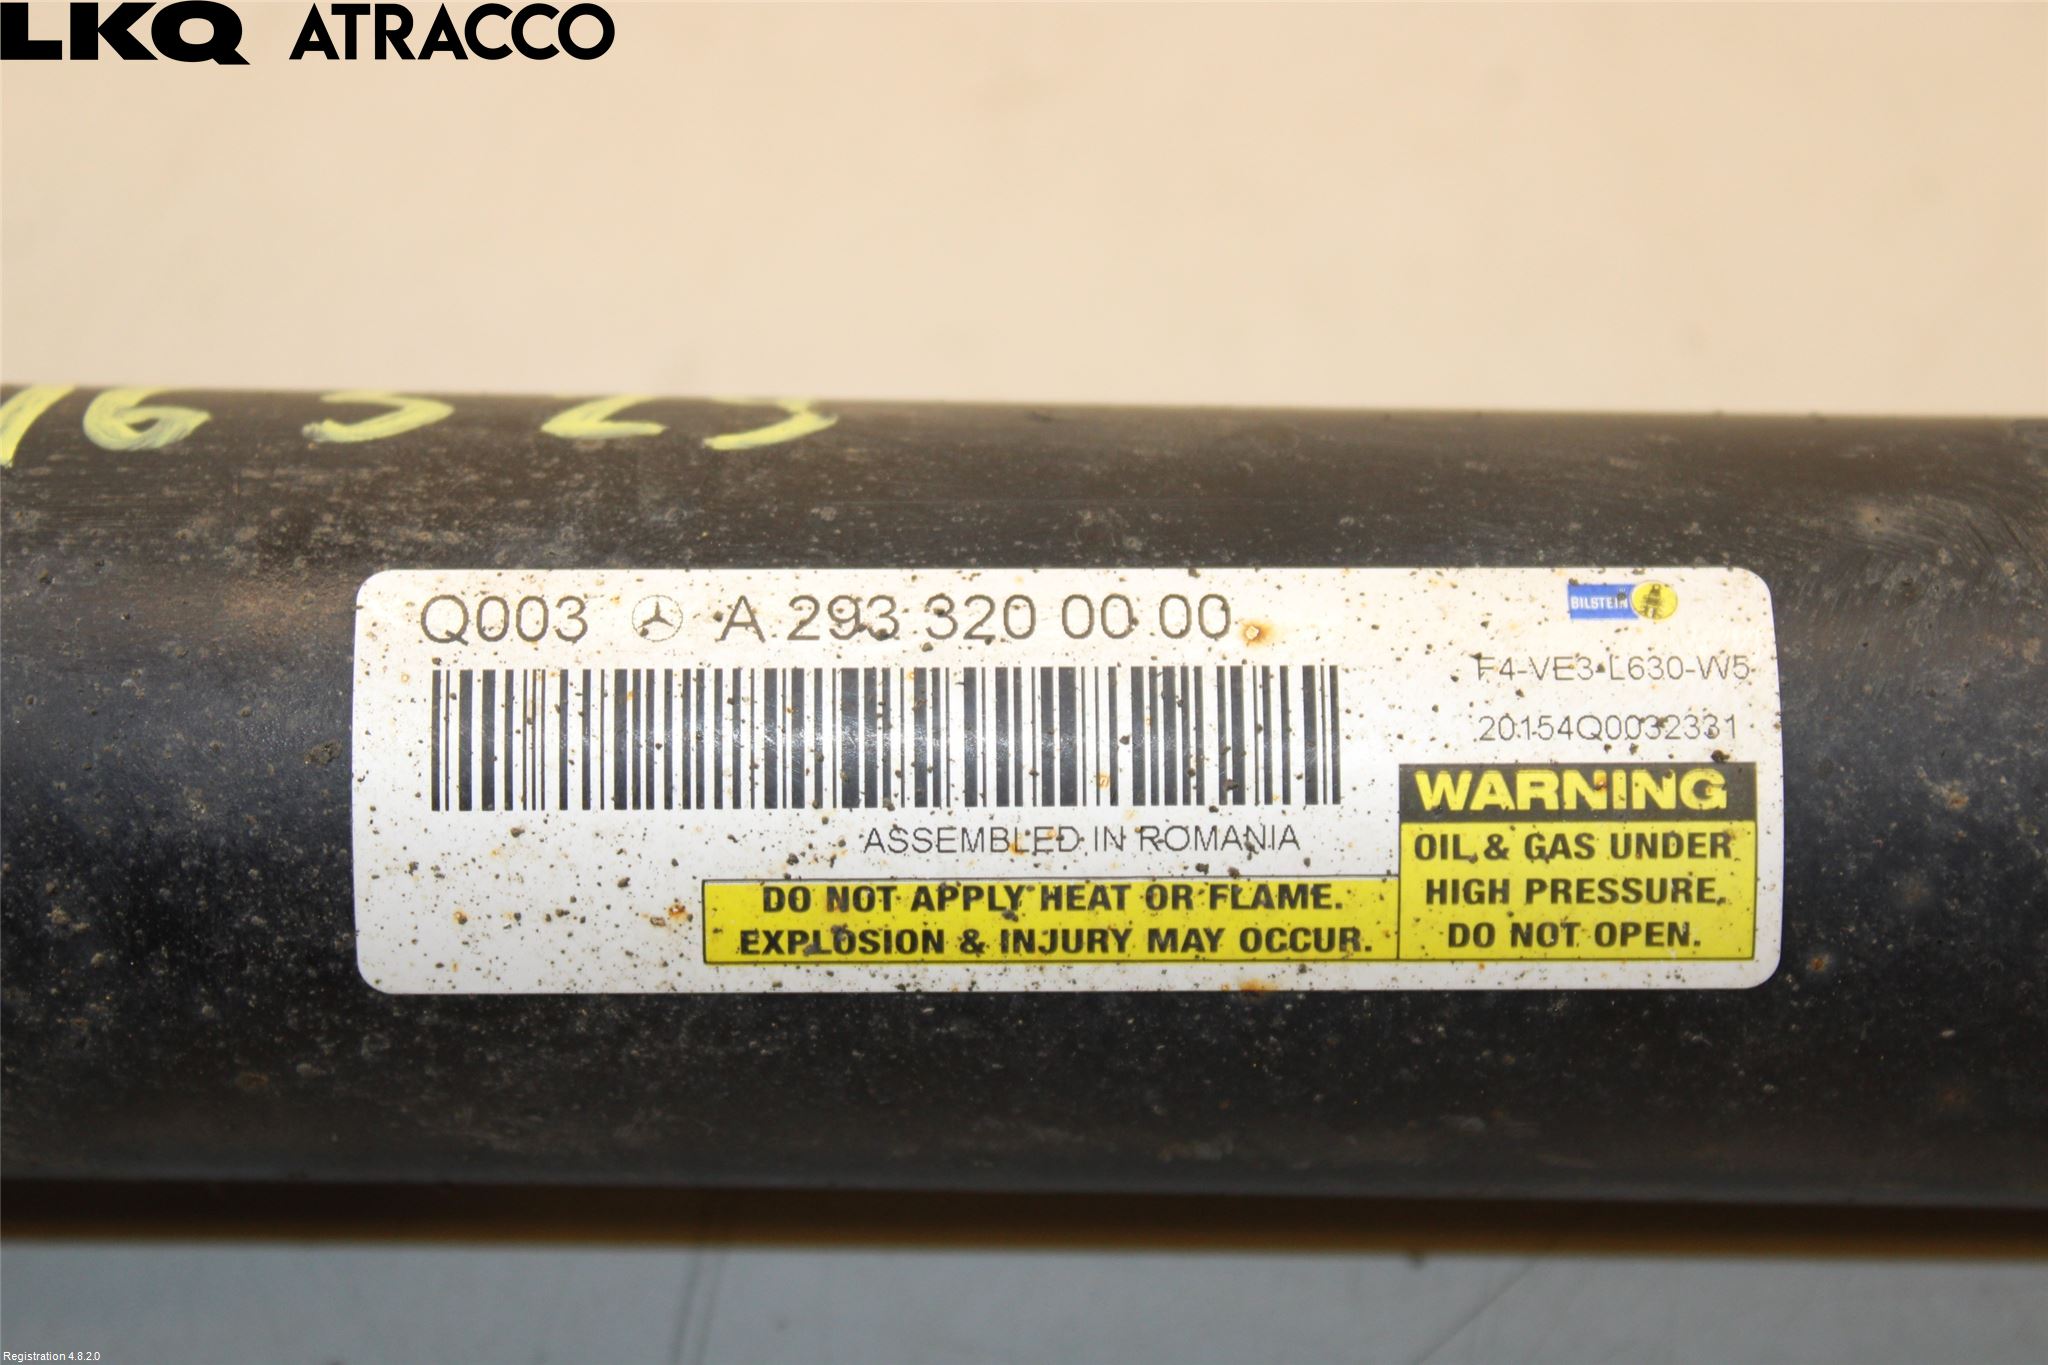 LKQ ATRACCO
Q003 A 293 320 00 00
BILSTEIN
F4-VE3-L630-W5
20154Q0032331
WARNING
OIL & GAS UNDER
HIGH PRESSURE,
DO NOT OPEN.
ASSEMBLED IN ROMANIA
DO NOT APPLY HEAT OR FLAME.
EXPLOSION & INJURY MAY OCCUR.
Registration 4.8.2.0